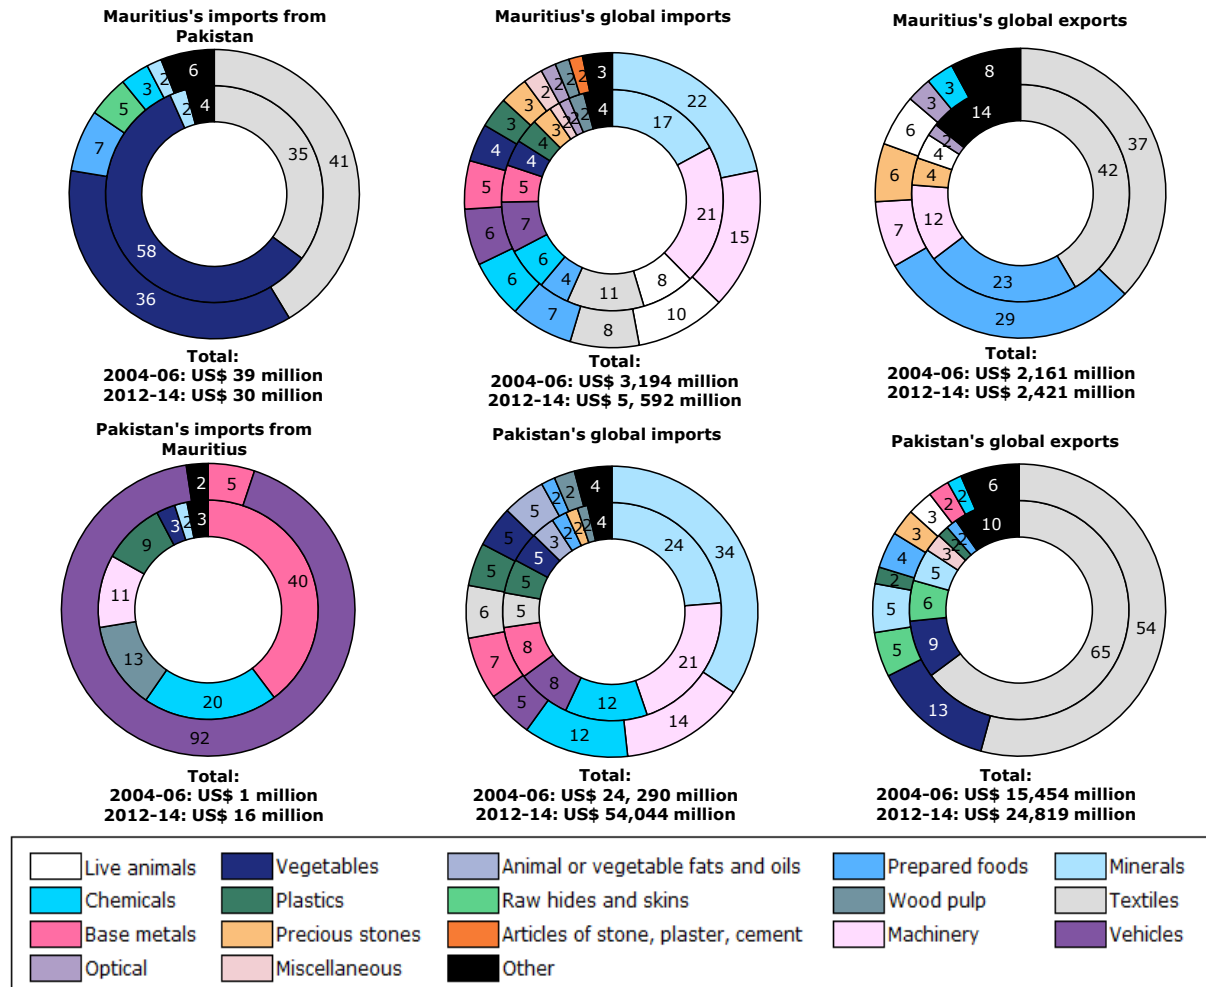 Mauritius's imports from
Pakistan
6
2
3
5
7
36
41
4
2
58
35
Total:
2004-06: US$ 39 million
2012-14: US$ 30 million
Mauritius's global imports
3
2
2
2
2
3
3
4
5
6
6
7
8
10
15
22
4
2
2
2
3
4
4
5
7
6
4
11
8
21
17
Total:
2004-06: US$ 3,194 million
2012-14: US$ 5, 592 million
Mauritius's global exports
8
3
3
6
6
7
29
37
14
2
4
4
12
23
42
Total:
2004-06: US$ 2,161 million
2012-14: US$ 2,421 million
Pakistan's imports from
Mauritius
2
5
92
3
2
3
9
11
13
20
40
Total:
2004-06: US$ 1 million
2012-14: US$ 16 million
Pakistan's global imports
4
2
2
5
5
5
6
7
5
12
14
34
4
2
2
2
3
5
5
5
8
8
12
21
24
Total:
2004-06: US$ 24, 290 million
2012-14: US$ 54,044 million
Pakistan's global exports
6
2
2
3
3
4
2
5
5
13
54
10
2
2
3
5
6
9
65
Total:
2004-06: US$ 15,454 million
2012-14: US$ 24,819 million
Live animals
Vegetables
Animal or vegetable fats and oils
Prepared foods
Minerals
Chemicals
Plastics
Raw hides and skins
Wood pulp
Textiles
Base metals
Precious stones
Articles of stone, plaster, cement
Machinery
Vehicles
Optical
Miscellaneous
Other